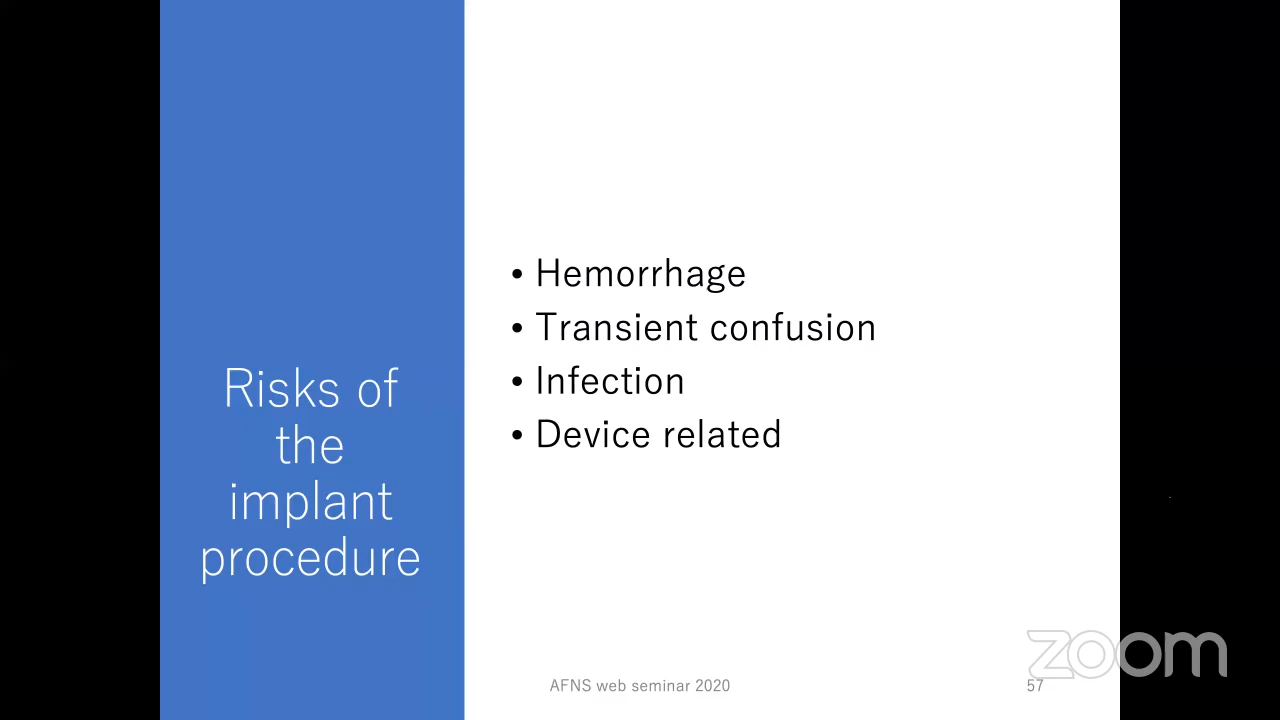 Risks of
the
implant
procedure
• Hemorrhage
• Transient confusion
• Infection
• Device related
AFNS web seminar 2020
57
zoom